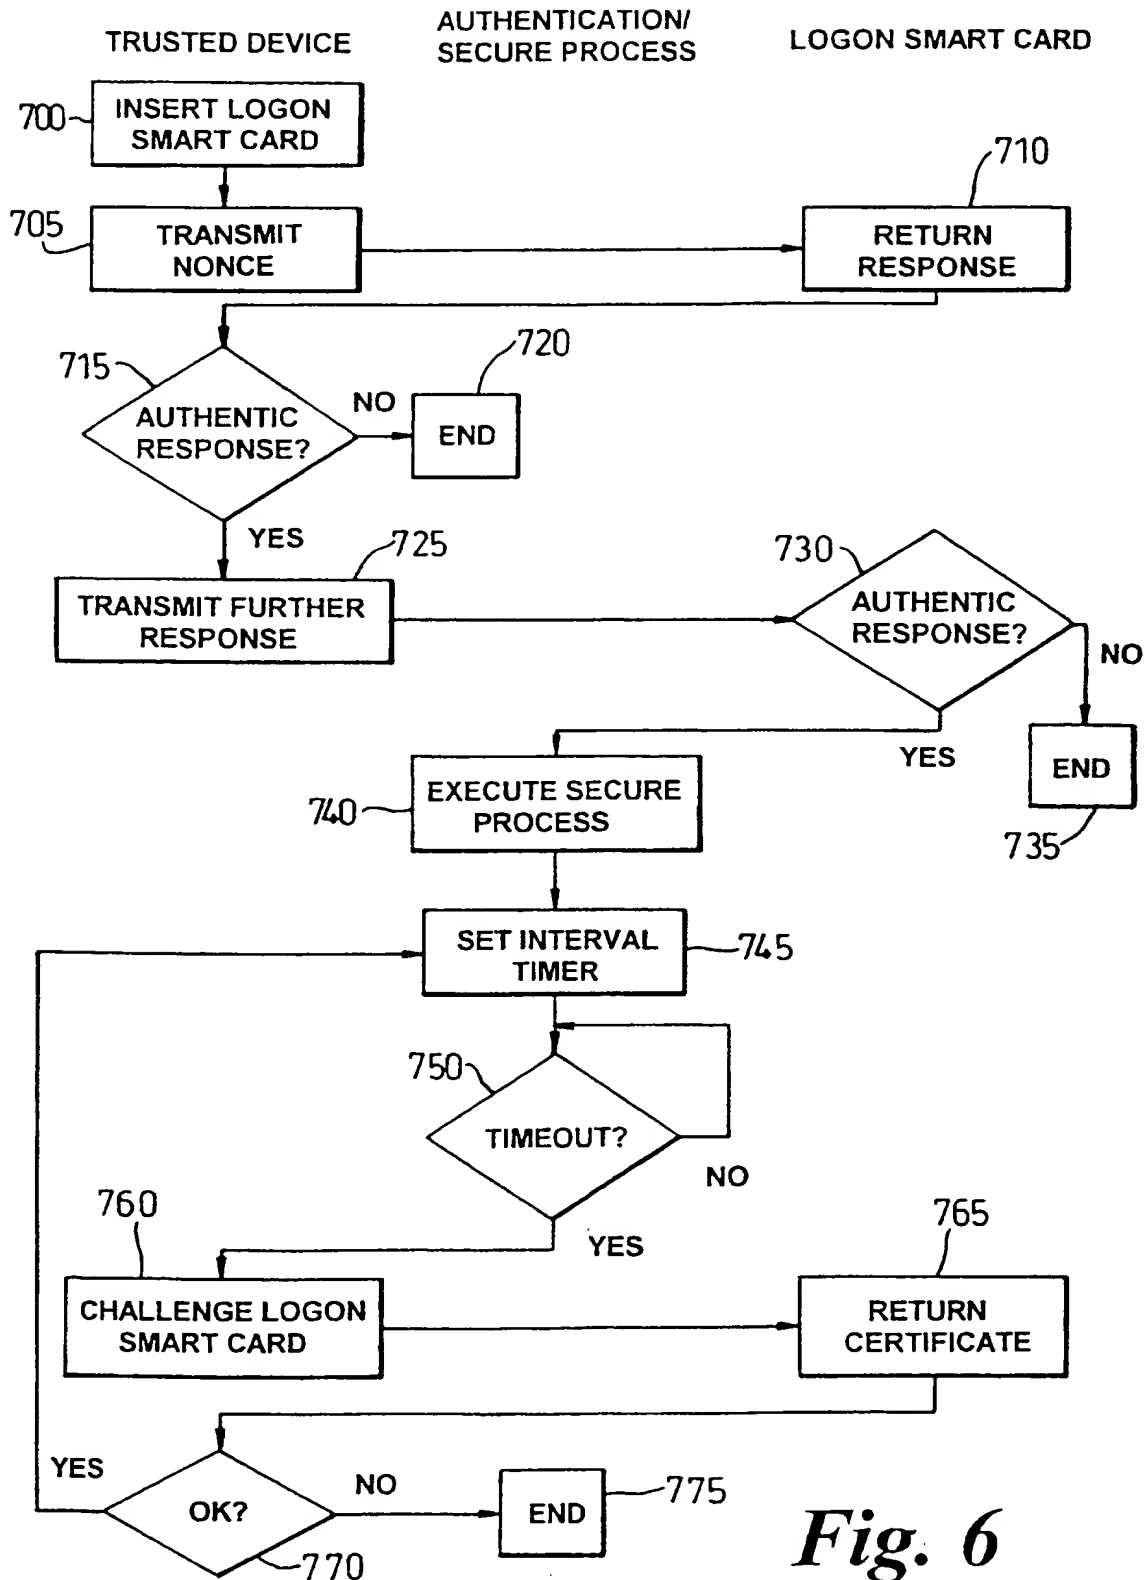 TRUSTED DEVICE
AUTHENTICATION/
SECURE PROCESS
LOGON SMART CARD
700
INSERT LOGON
SMART CARD
705
TRANSMIT
NONCE
710
RETURN
RESPONSE
715
AUTHENTIC
RESPONSE?
NO
720
END
YES
725
TRANSMIT FURTHER
RESPONSE
730
AUTHENTIC
RESPONSE?
NO
YES
END
735
740
EXECUTE SECURE
PROCESS
SET INTERVAL
TIMER
745
750
TIMEOUT?
NO
YES
760
CHALLENGE LOGON
SMART CARD
765
RETURN
CERTIFICATE
YES
OK?
NO
770
END
775
Fig. 6